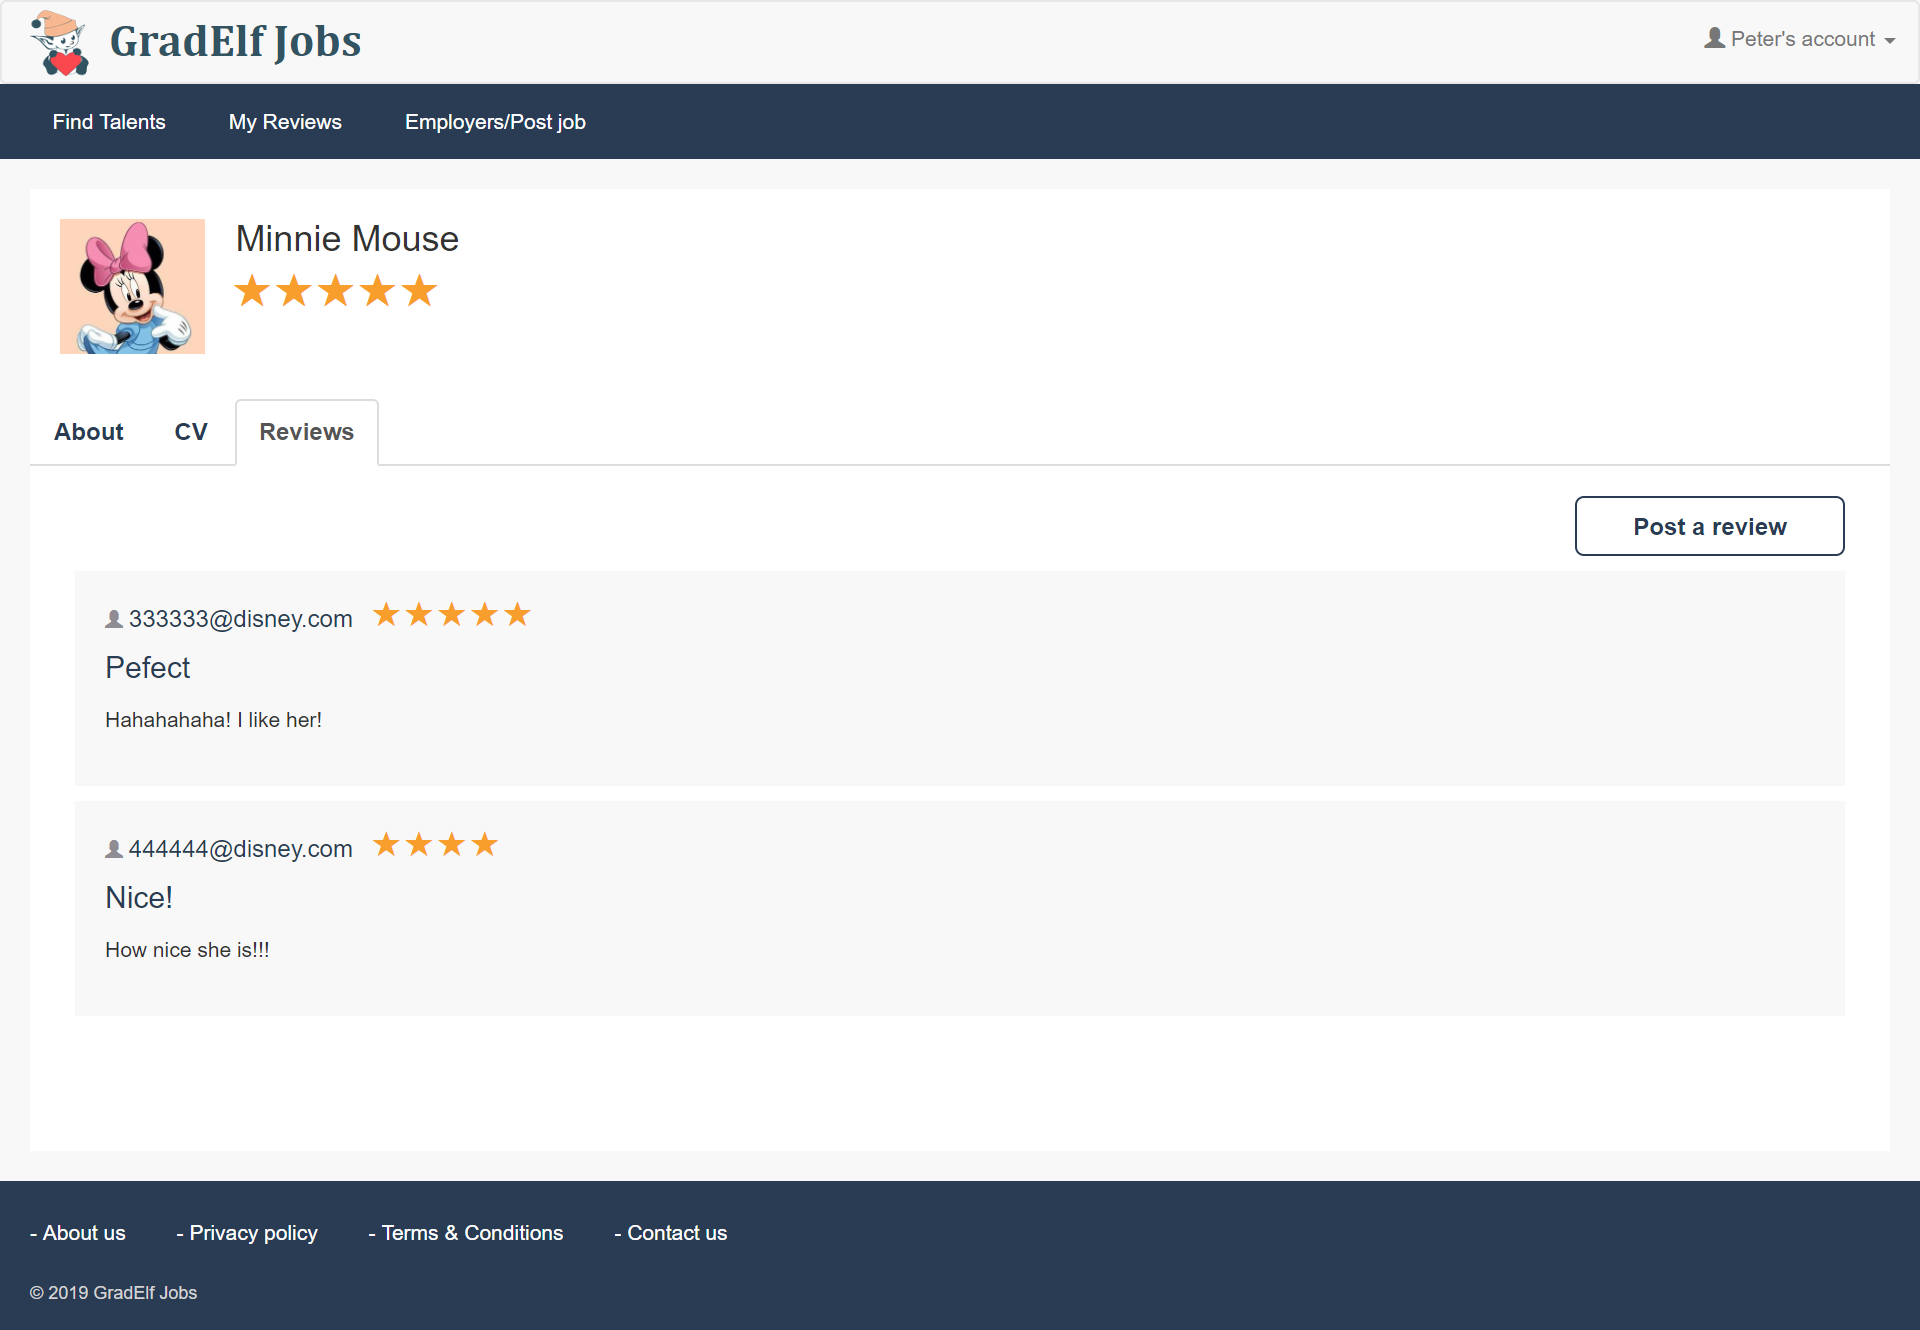 GradElf Jobs
Peter's account
Find Talents
My Reviews
Employers/Post job
Minnie Mouse
About
CV
Reviews
Post a review
333333@disney.com
Pefect
Hahahahaha! I like her!
444444@disney.com
Nice!
How nice she is!!!
- About us
- Privacy policy
- Terms & Conditions
- Contact us
© 2019 GradElf Jobs